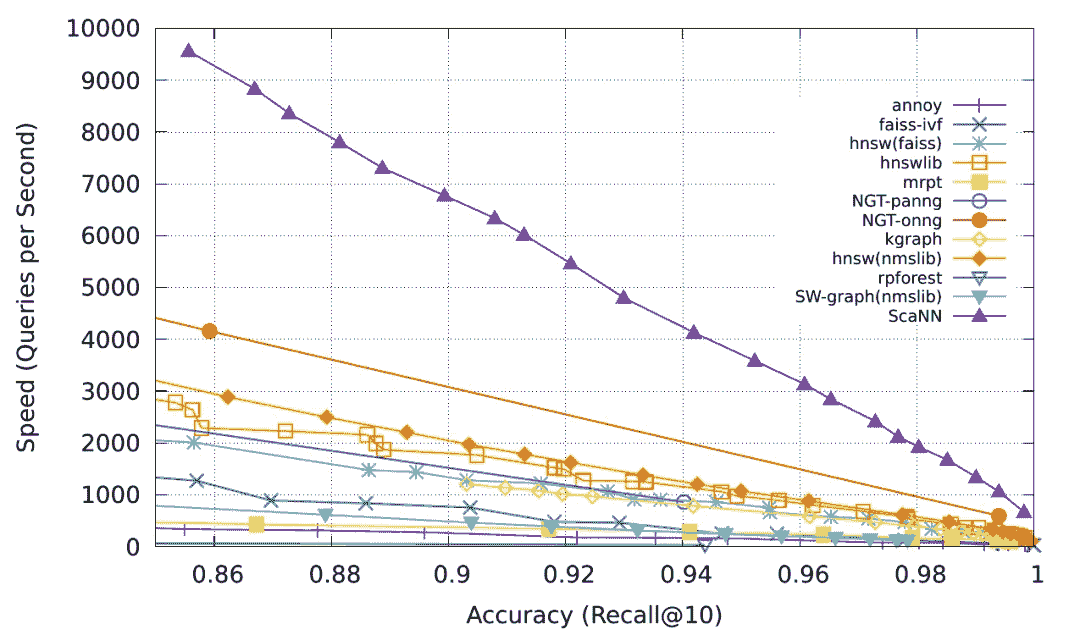 10000
9000
8000
7000
6000
5000
4000
3000
2000
1000
0
Speed (Queries per Second)
annoy
faiss-ivf
hnsw(faiss)
hnswlib
mrpt
NGT-panng
NGT-onng
kgraph
hnsw(nmslib)
rpforest
SW-graph(nmslib)
ScaNN
0.86 0.88 0.9 0.92 0.94 0.96 0.98 1
Accuracy (Recall@10)